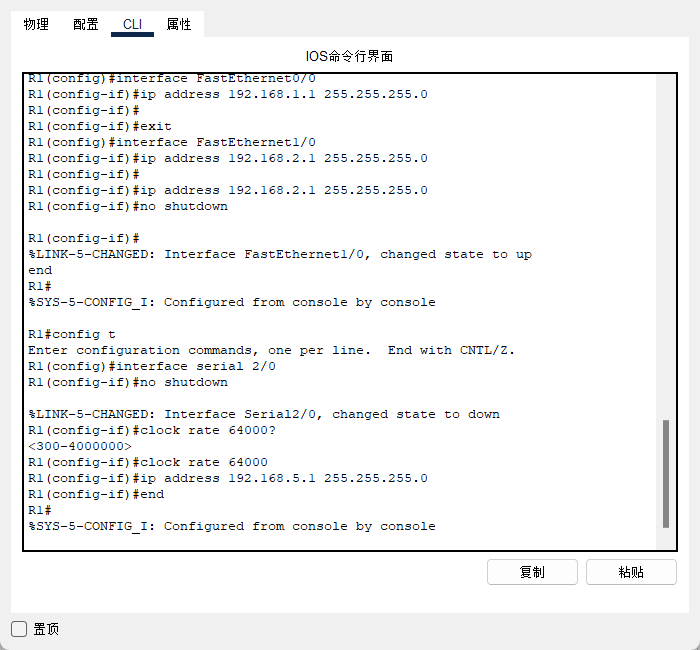 物理 配置 CLI 属性
IOS命令行界面
R1(config)#interface FastEthernet0/0
R1(config-if)#ip address 192.168.1.1 255.255.255.0
R1(config-if)#
R1(config-if)#exit
R1(config)#interface FastEthernet1/0
R1(config-if)#ip address 192.168.2.1 255.255.255.0
R1(config-if)#
R1(config-if)#ip address 192.168.2.1 255.255.255.0
R1(config-if)#no shutdown
R1(config-if)#
%LINK-5-CHANGED: Interface FastEthernet1/0, changed state to up
end
R1#
%SYS-5-CONFIG_I: Configured from console by console
R1#config t
Enter configuration commands, one per line.  End with CNTL/Z.
R1(config)#interface serial 2/0
R1(config-if)#no shutdown
%LINK-5-CHANGED: Interface Serial2/0, changed state to down
R1(config-if)#clock rate 64000?
<300-4000000>
R1(config-if)#clock rate 64000
R1(config-if)#ip address 192.168.5.1 255.255.255.0
R1(config-if)#end
R1#
%SYS-5-CONFIG_I: Configured from console by console
复制 粘贴
置顶